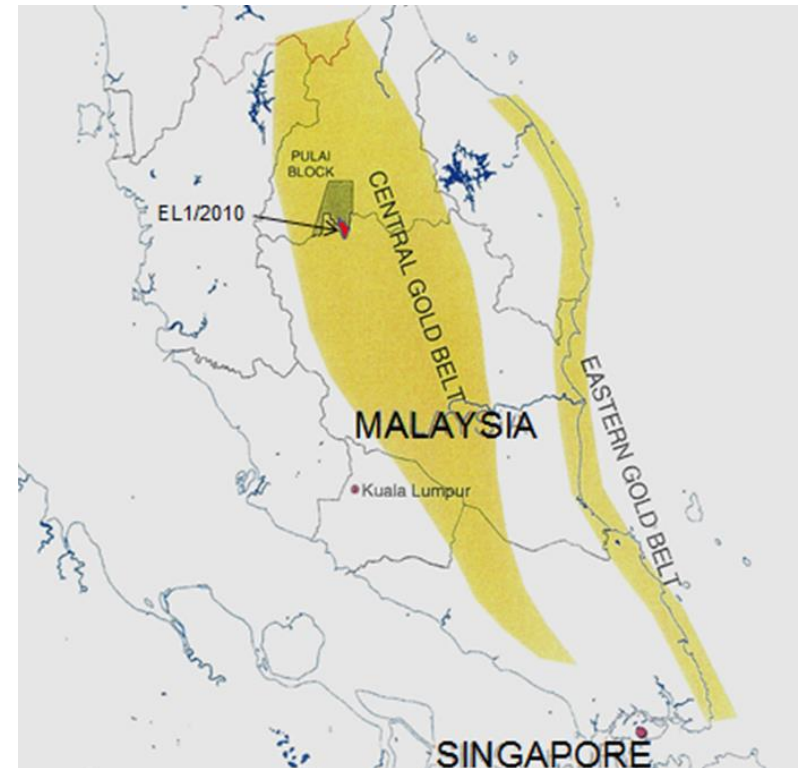 PULAI
BLOCK
EL1/2010
CENTRAL GOLD BELT
EASTERN GOLD BELT
MALAYSIA
Kuala Lumpur
SINGAPORE